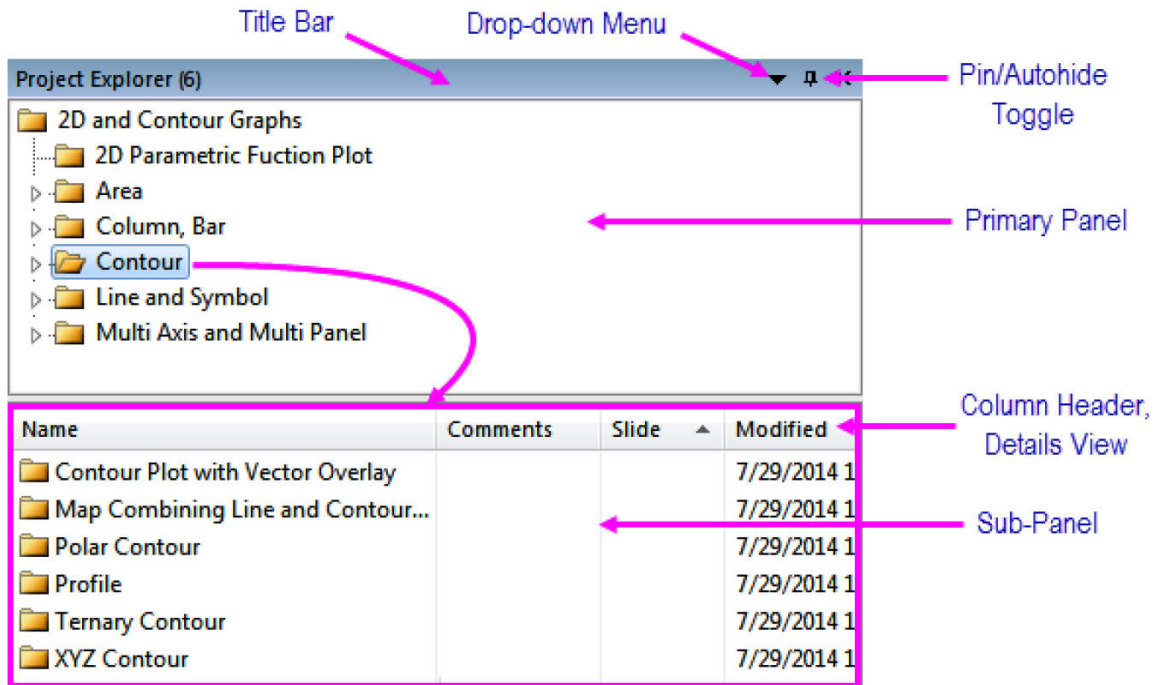 Title Bar
Drop-down Menu
Project Explorer (6)
Pin/Autohide
Toggle
2D and Contour Graphs
2D Parametric Fuction Plot
Area
Column, Bar
Primary Panel
Contour
Line and Symbol
Multi Axis and Multi Panel
Column Header,
Details View
Name Comments Slide Modified
Contour Plot with Vector Overlay 7/29/2014 1
Map Combining Line and Contour... 7/29/2014 1
Sub-Panel
Polar Contour 7/29/2014 1
Profile 7/29/2014 1
Ternary Contour 7/29/2014 1
XYZ Contour 7/29/2014 1